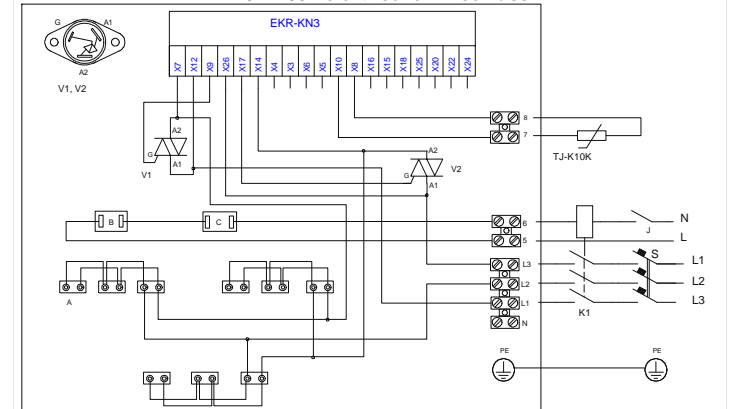 G
A1
A2
V1, V2
EKR-KN3
X7 X12 X9 X26 X17 X14 X4 X3 X6 X5 X10 X8 X16 X15 X18 X25 X20 X22 X24
8
7
TJ-K10K
A2
G
A1
V1
A2
G
A1
V2
B
C
6
5
N
J
L
L3
L2
L1
N
S
L1
L2
L3
K1
A
PE
PE